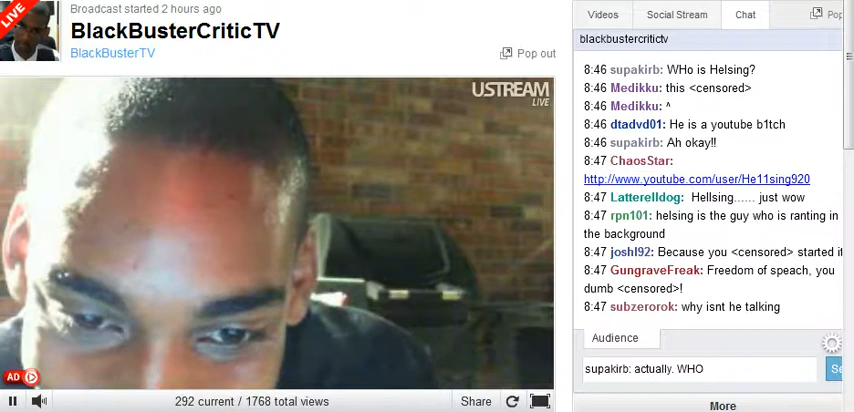 LIVE
Broadcast started 2 hours ago
BlackBusterCriticTV
BlackBusterTV
Pop out
USTREAM
LIVE
AD
292 current / 1768 total views
Share
Videos
Social Stream
Chat
Pop
blackbustercritictv
8:46 supakirb: WHo is Helsing?
8:46 Medikku: this <censored>
8:46 Medikku: ^
8:46 dtadvd01: He is a youtube b1tch
8:46 supakirb: Ah okay!!
8:47 ChaosStar:
http://www.youtube.com/user/He11sing920
8:47 Latterelldog: Hellsing...... just wow
8:47 rpn101: helsing is the guy who is ranting in
the background
8:47 joshl92: Because you <censored> started it
8:47 GungraveFreak: Freedom of speach, you
dumb <censored>!
8:47 subzerorok: why isnt he talking
Audience
supakirb: actually. WHO
Se
More